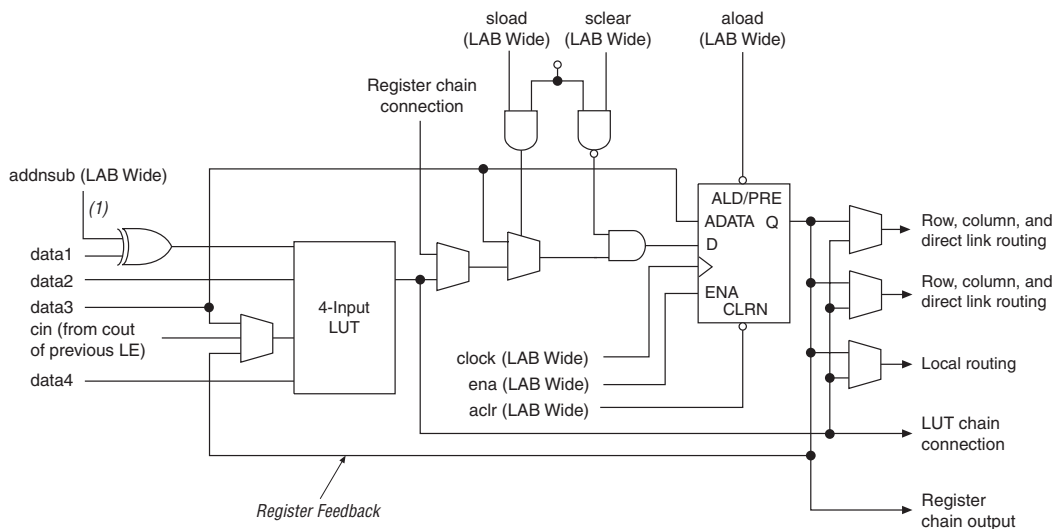 sload
(LAB Wide)
sclear
(LAB Wide)
aload
(LAB Wide)
Register chain
connection
addnsub (LAB Wide)
(1)
data1
data2
data3
cin (from cout
of previous LE)
data4
4-Input
LUT
ALD/PRE
ADATA Q
D
ENA
CLRN
clock (LAB Wide)
ena (LAB Wide)
aclr (LAB Wide)
Row, column, and
direct link routing
Row, column, and
direct link routing
Local routing
LUT chain
connection
Register
chain output
Register Feedback